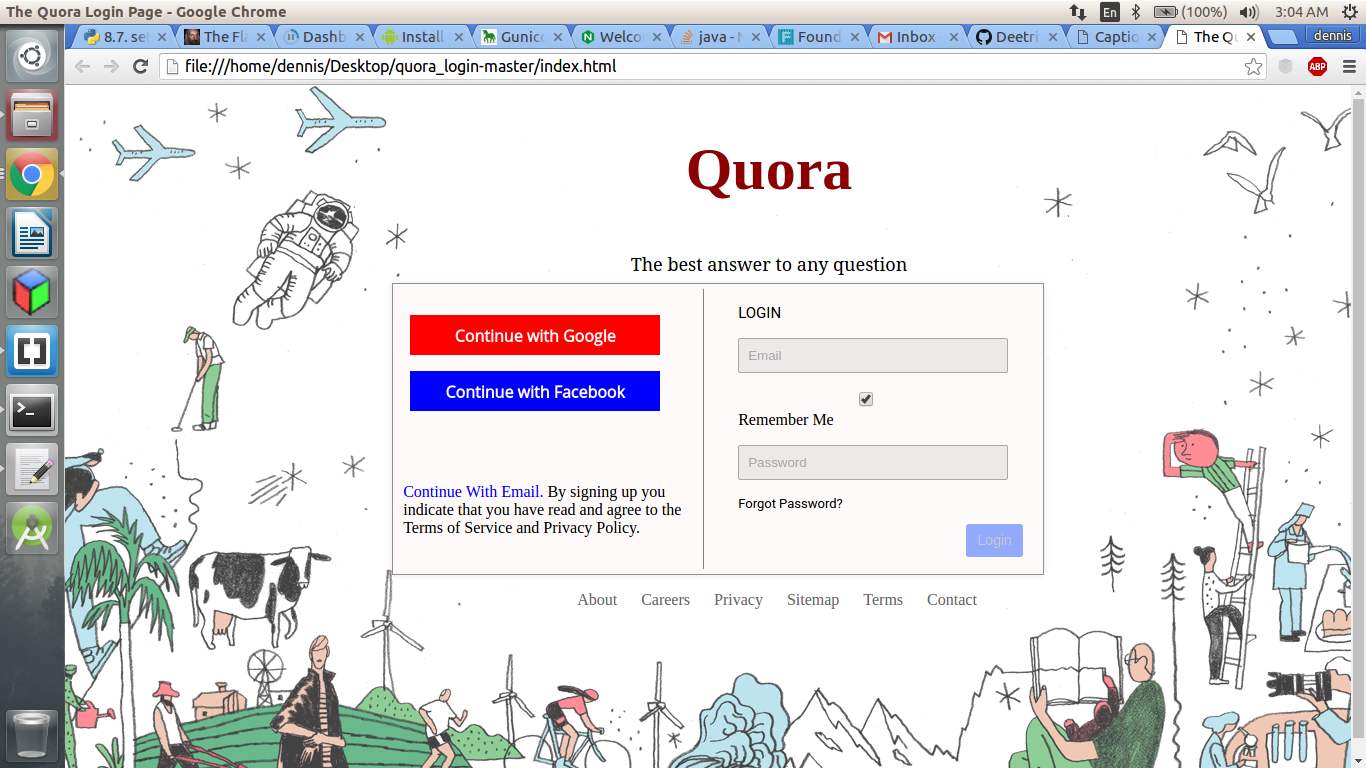 The Quora Login Page - Google Chrome
En
(100%)
3:04 AM
8.7. se
The Fla
Dashb
Install
Gunico
Welco
java - N
Found
Inbox
Deetri
Captio
The Qu
dennis
file:///home/dennis/Desktop/quora_login-master/index.html
ABP
Quora
The best answer to any question
Continue with Google
Continue with Facebook
Continue With Email. By signing up you
indicate that you have read and agree to the
Terms of Service and Privacy Policy.
LOGIN
Email
Remember Me
Password
Forgot Password?
Login
About Careers Privacy Sitemap Terms Contact